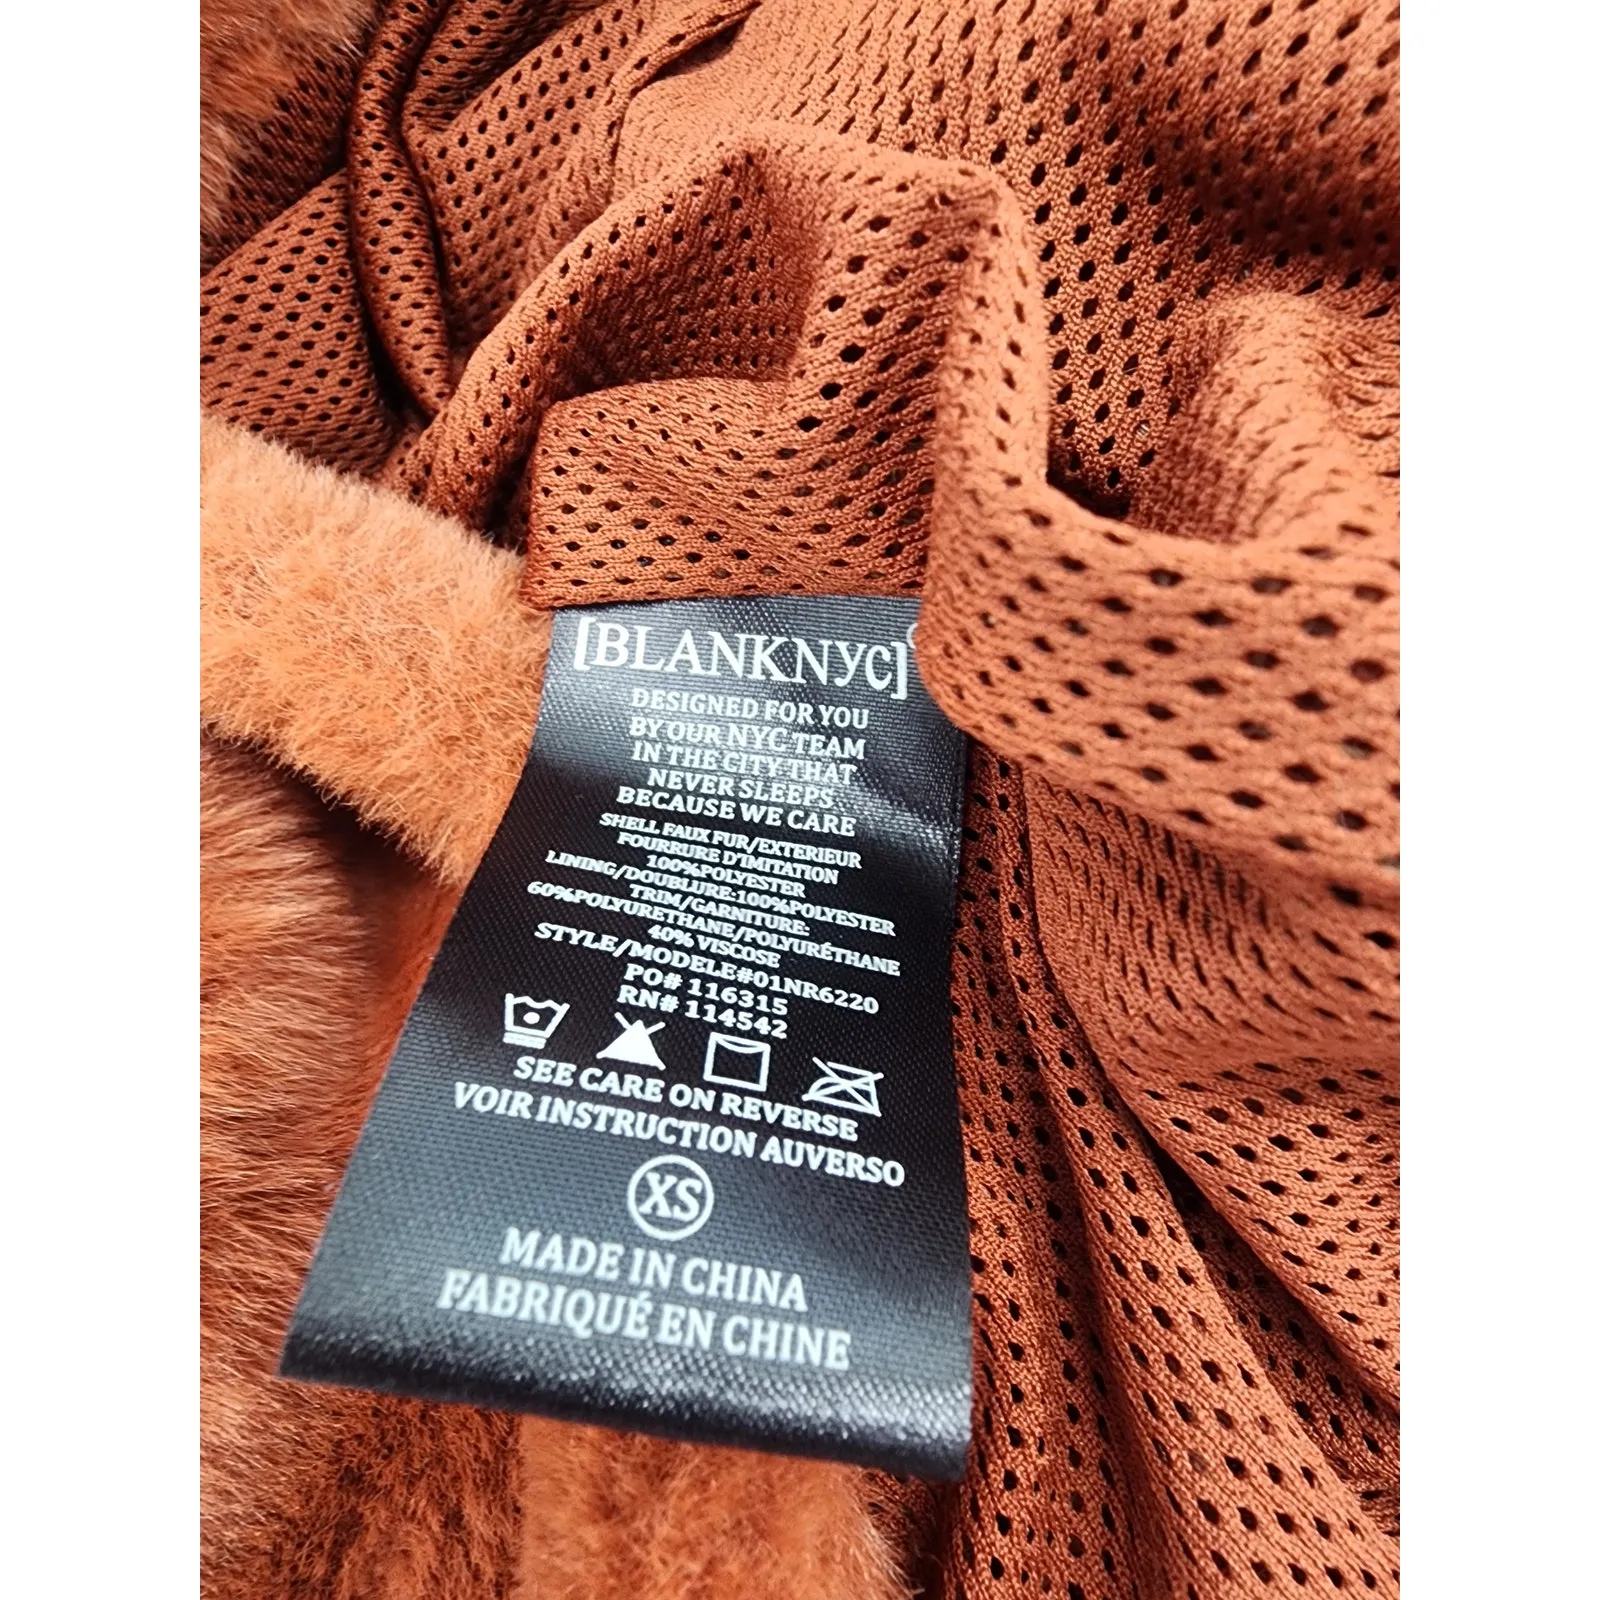 [BLANKNYC]
DESIGNED FOR YOU
BY OUR NYC TEAM
IN THE CITY THAT
NEVER SLEEPS
BECAUSE WE CARE
SHELL FAUX FUR/EXTERIEUR
FOURRURE D'IMITATION
100%POLYESTER
LINING/DOUBLURE:100%POLYESTER
TRIM/GARNITURE:
60%POLYURETHANE/POLYURÉTHANE
40% VISCOSE
STYLE/MODELE#01NR6220
PO# 116315
RN# 114542
SEE CARE ON REVERSE
VOIR INSTRUCTION AUVERSO
XS
MADE IN CHINA
FABRIQUÉ EN CHINE